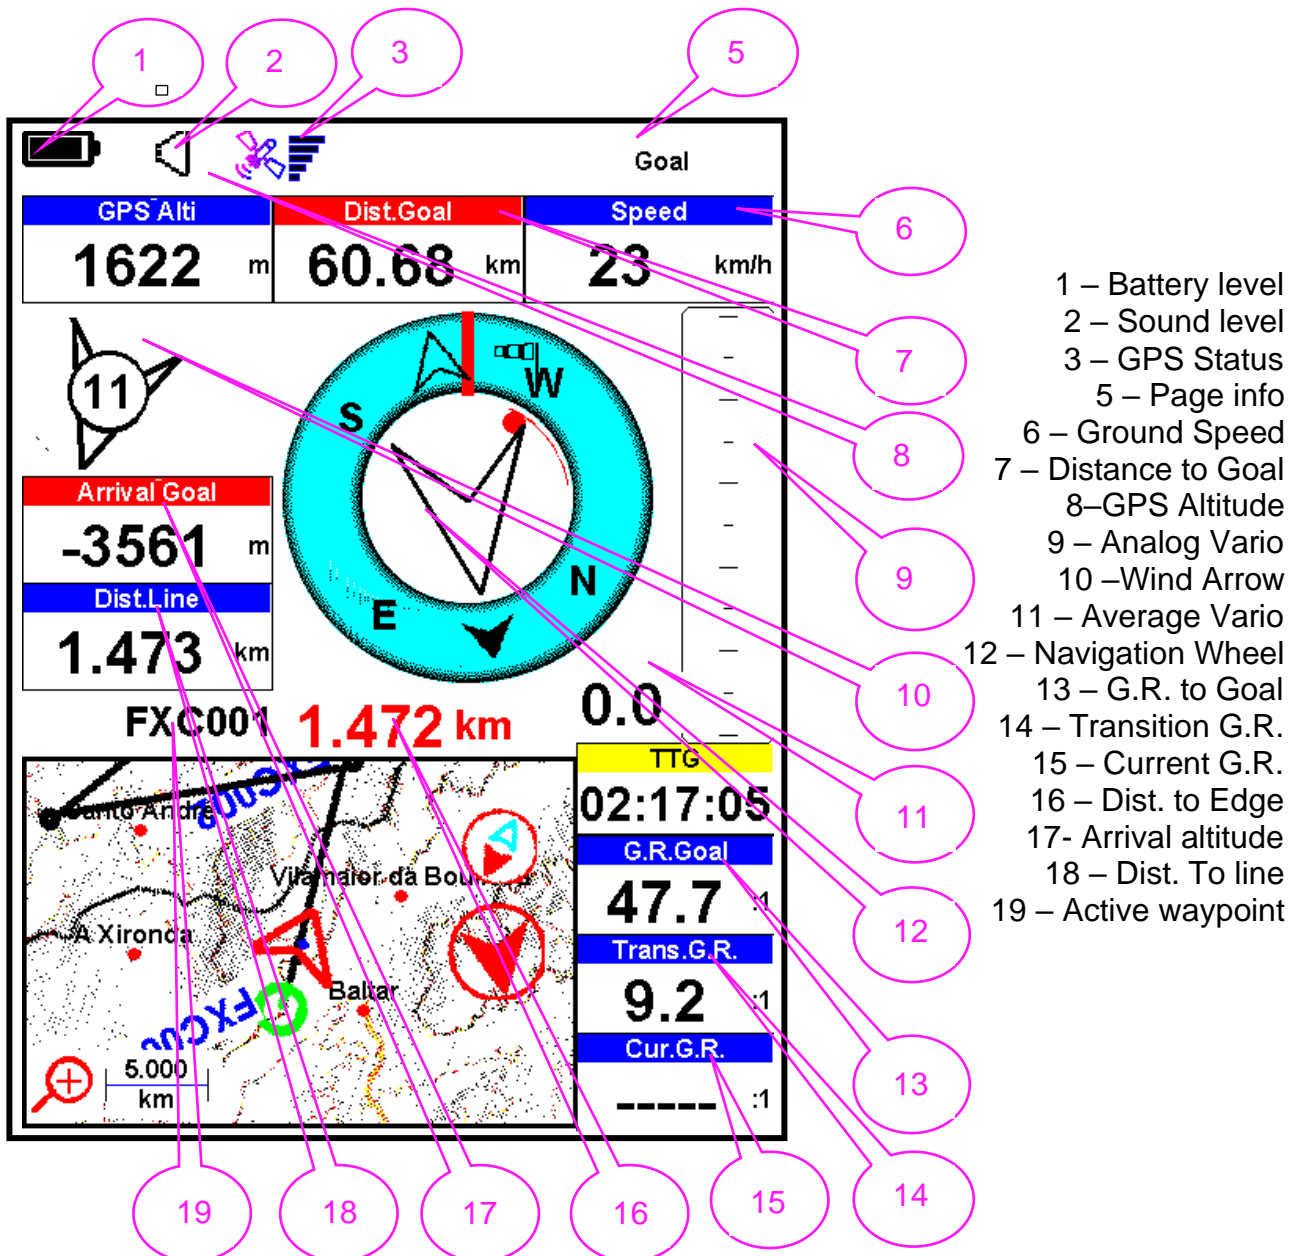 1
2
3
5
Goal
GPS Alti
Dist.Goal
Speed
6
1622 m
60.68 km
23 km/h
7
11
S
W
N
E
8
Arrival Goal
-3561 m
9
Dist.Line
1.473 km
10
FXC001
1.472 km
0.0
TTG
02:17:05
11
G.R.Goal
47.7 :1
12
Trans.G.R.
9.2 :1
Cur.G.R.
----- :1
FXC001
Santo André
A Xironda
Baltar
5.000
km
13
14
15
16
17
18
19
1 – Battery level
2 – Sound level
3 – GPS Status
5 – Page info
6 – Ground Speed
7 – Distance to Goal
8–GPS Altitude
9 – Analog Vario
10 –Wind Arrow
11 – Average Vario
12 – Navigation Wheel
13 – G.R. to Goal
14 – Transition G.R.
15 – Current G.R.
16 – Dist. to Edge
17- Arrival altitude
18 – Dist. To line
19 – Active waypoint